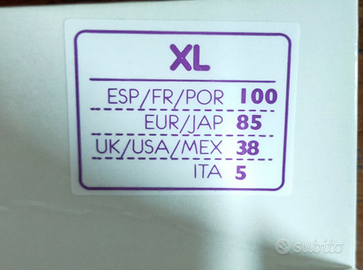 XL
ESP/FR/POR 100
EUR/JAP 85
UK/USA/MEX 38
ITA 5
subito